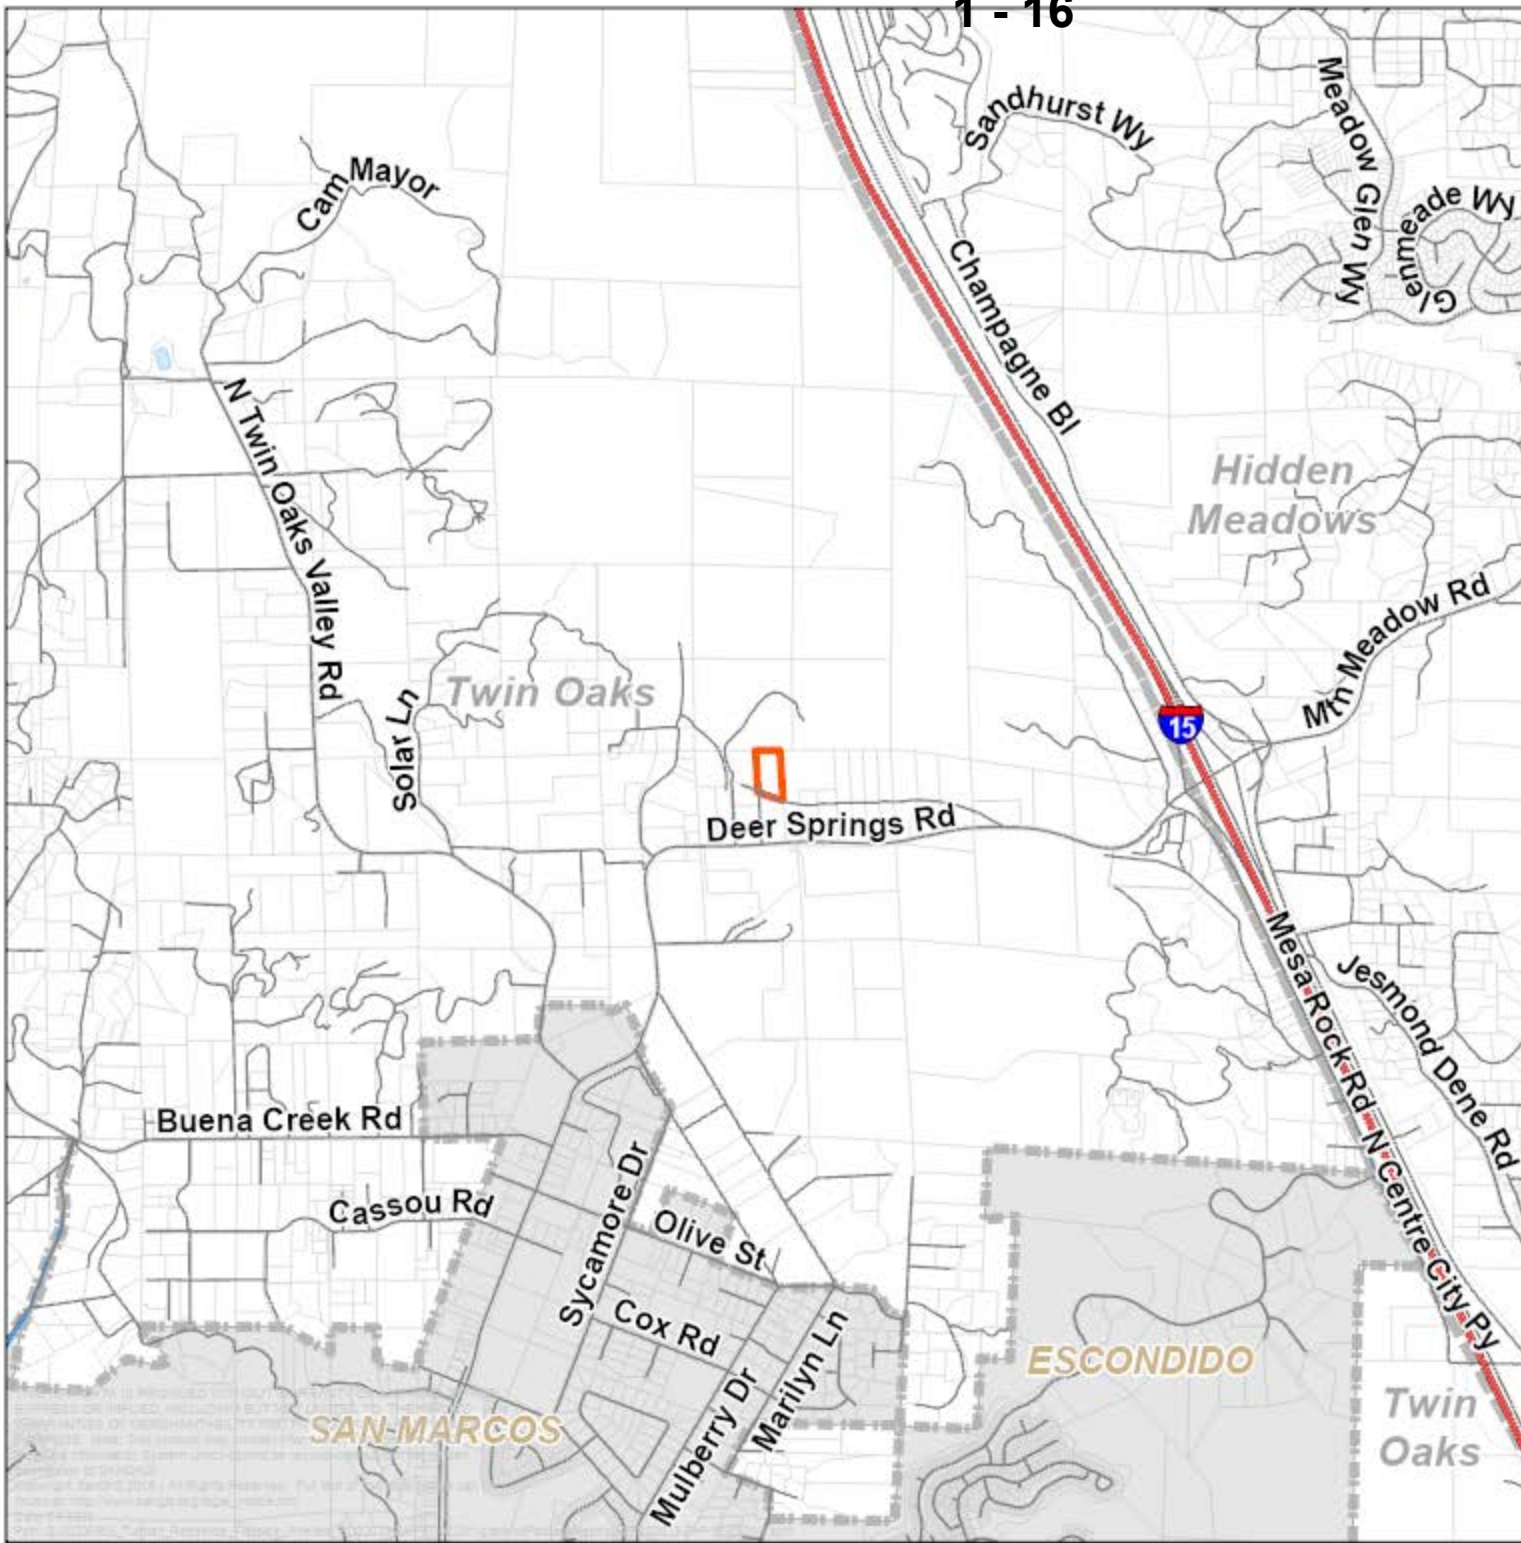 1 - 16
Sandhurst Wy
Meadow Glen Wy
Glenmeade Wy
Cam Mayor
Champagne Bl
N Twin Oaks Valley Rd
Hidden
Meadows
Mtn Meadow Rd
Twin Oaks
Solar Ln
15
Deer Springs Rd
Mesa Rock Rd
Jesmond Dene Rd
Buena Creek Rd
N Centre City Py
Cassou Rd
Sycamore Dr
Olive St
Cox Rd
Marilyn Ln
Mulberry Dr
ESCONDIDO
SAN MARCOS
Twin
Oaks